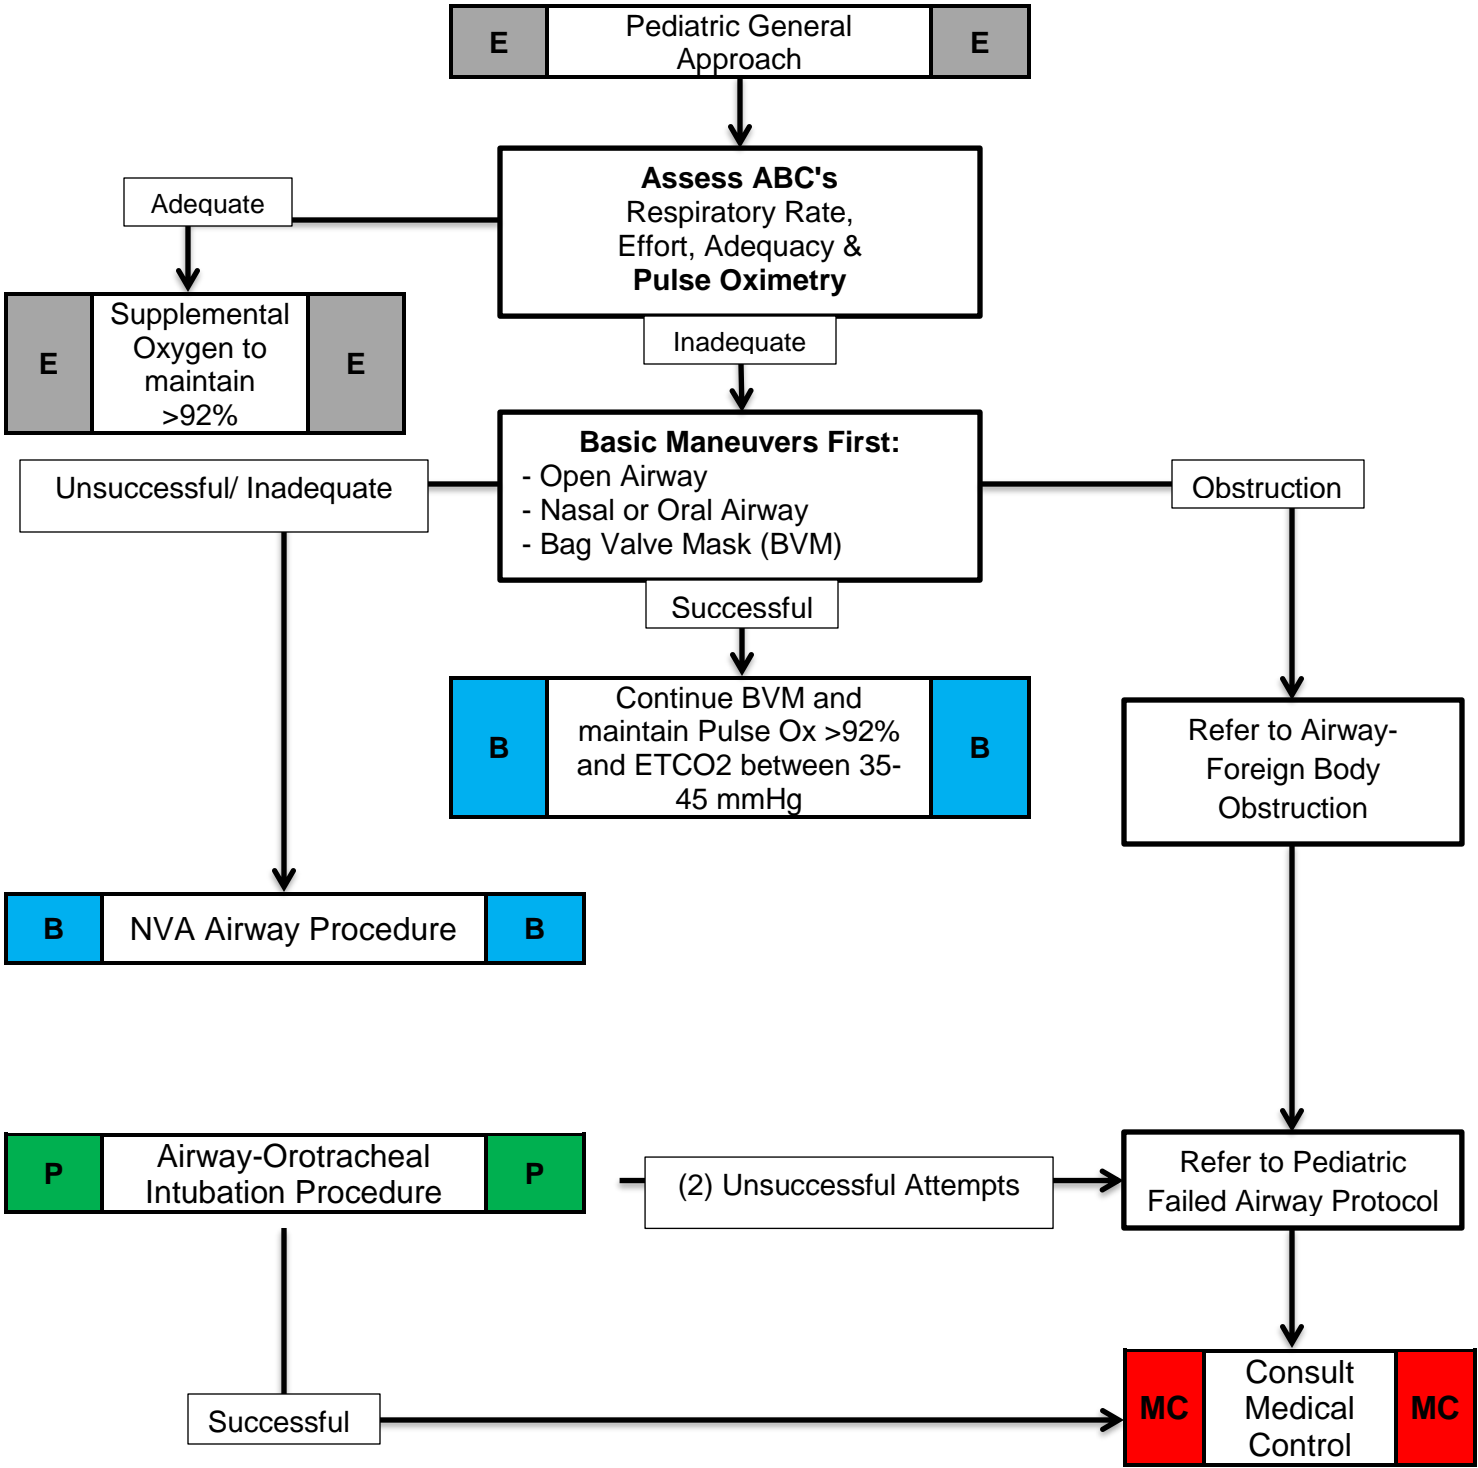 E
Pediatric General
Approach
E
Assess ABC's
Respiratory Rate,
Effort, Adequacy &
Pulse Oximetry
Adequate
E
Supplemental
Oxygen to
maintain
>92%
E
Inadequate
Basic Maneuvers First:
- Open Airway
- Nasal or Oral Airway
- Bag Valve Mask (BVM)
Unsuccessful/ Inadequate
Obstruction
Successful
B
Continue BVM and
maintain Pulse Ox >92%
and ETCO2 between 35-
45 mmHg
B
Refer to Airway-
Foreign Body
Obstruction
B
NVA Airway Procedure
B
P
Airway-Orotracheal
Intubation Procedure
P
(2) Unsuccessful Attempts
Refer to Pediatric
Failed Airway Protocol
Successful
MC
Consult
Medical
Control
MC